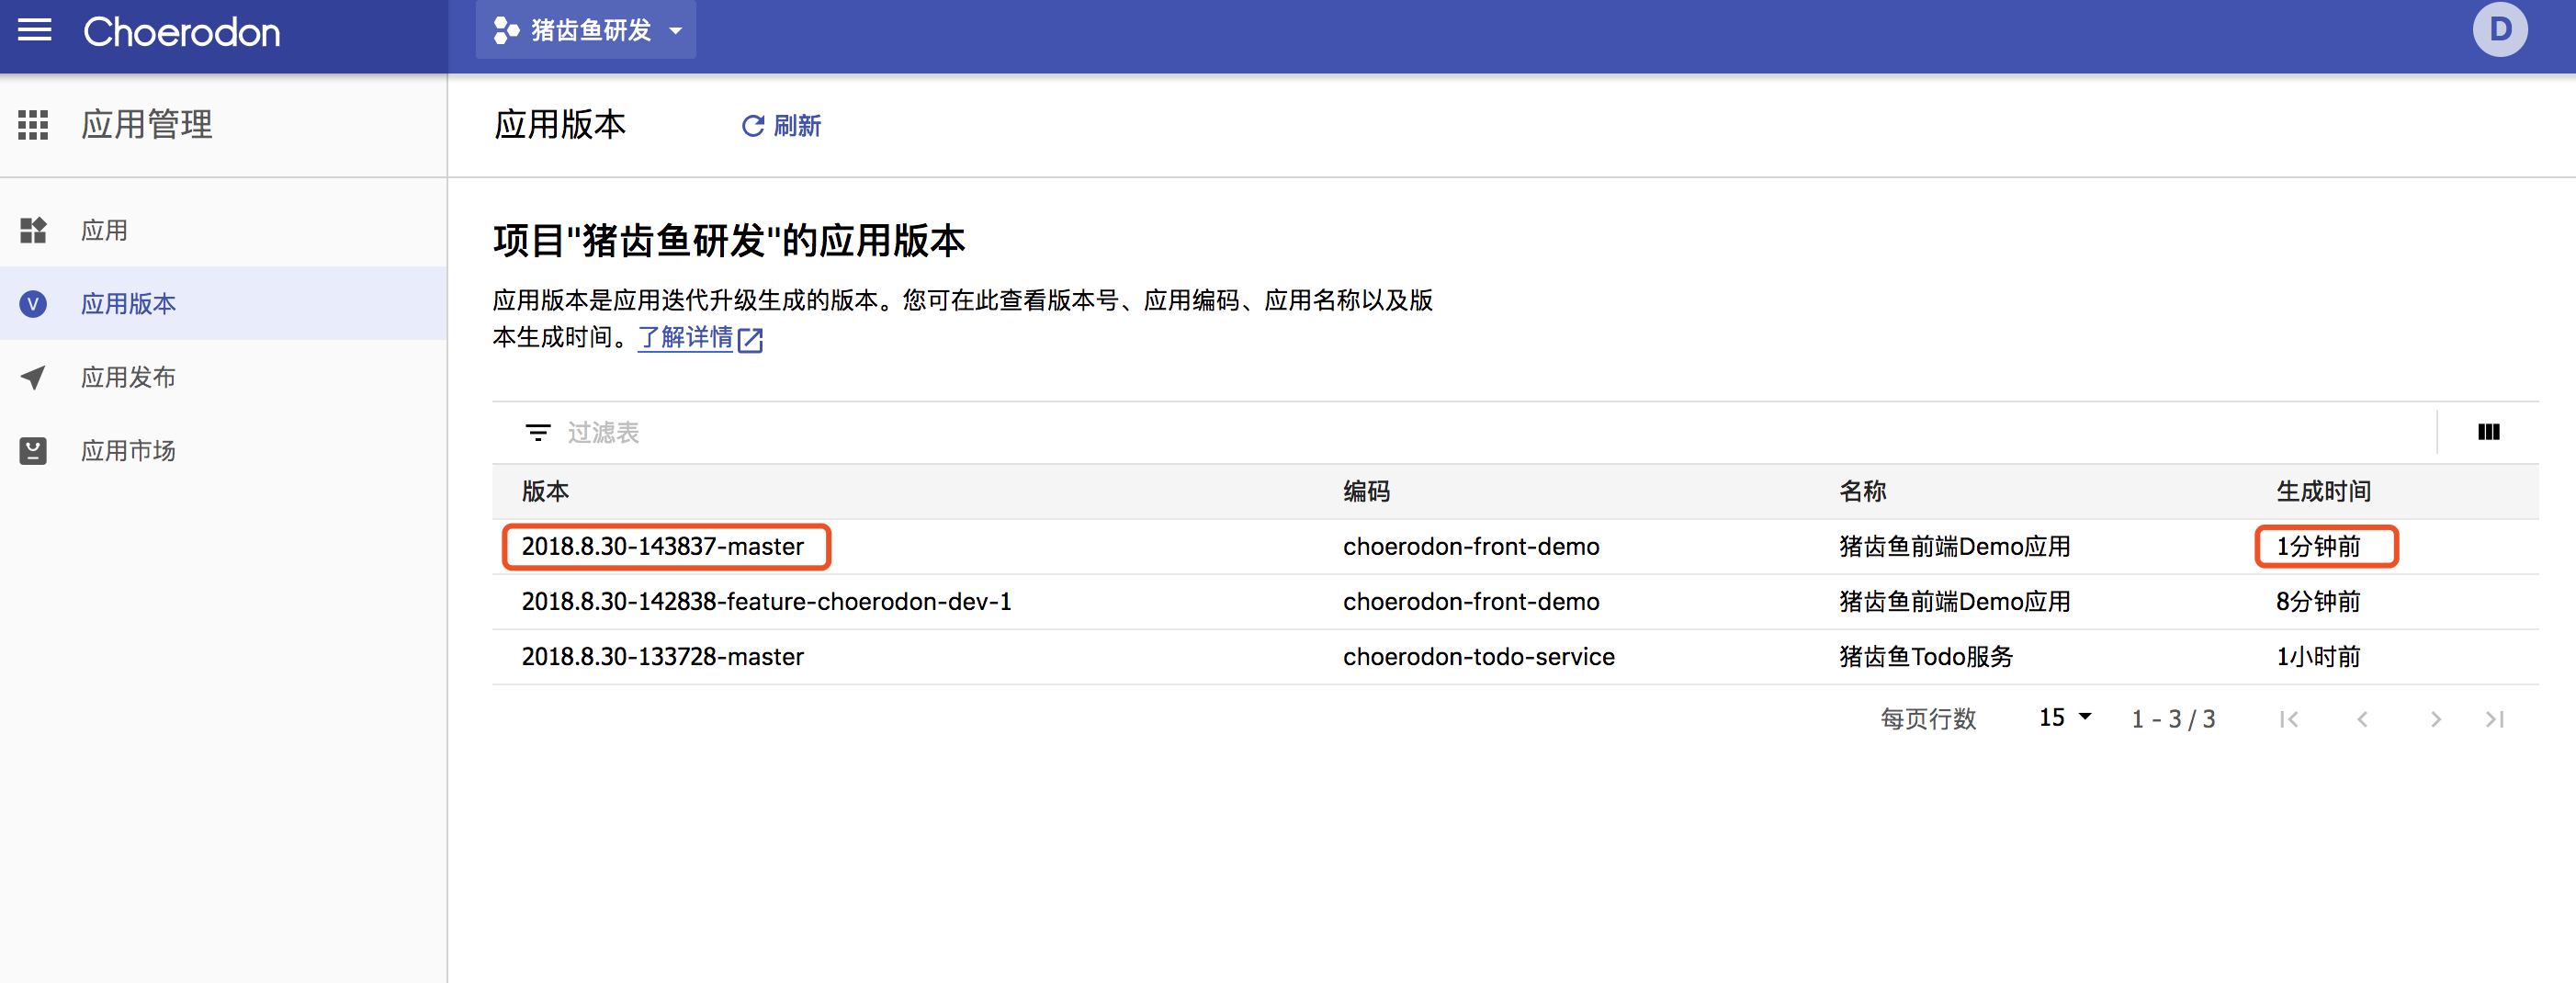 Choerodon
猪齿鱼研发
D
应用管理
应用
V 应用版本
应用发布
应用市场
应用版本
刷新
项目"猪齿鱼研发"的应用版本
应用版本是应用迭代升级生成的版本。您可在此查看版本号、应用编码、应用名称以及版
本生成时间。了解详情
过滤表
版本 编码 名称 生成时间
2018.8.30-143837-master choerodon-front-demo 猪齿鱼前端Demo应用 1分钟前
2018.8.30-142838-feature-choerodon-dev-1 choerodon-front-demo 猪齿鱼前端Demo应用 8分钟前
2018.8.30-133728-master choerodon-todo-service 猪齿鱼Todo服务 1小时前
每页行数 15 1 - 3 / 3